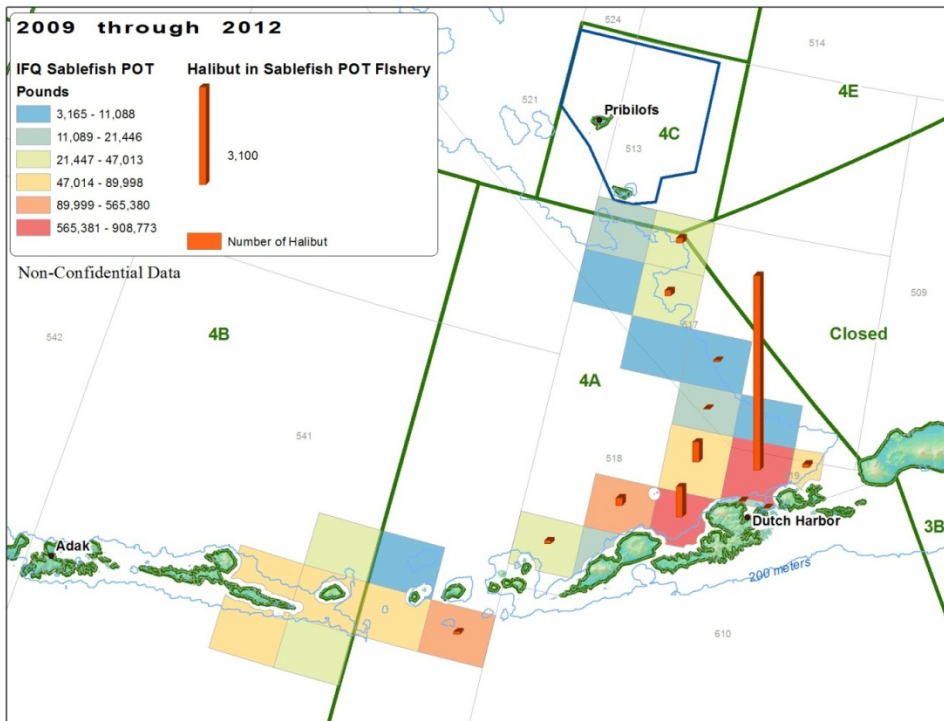 2009 through 2012
IFQ Sablefish POT
Pounds
3,165 - 11,088
11,089 - 21,446
21,447 - 47,013
47,014 - 89,998
89,999 - 565,380
565,381 - 908,773
Halibut in Sablefish POT FIshery
3,100
Number of Halibut
Non-Confidential Data
524
514
521
4E
Pribilofs
4C
513
509
517
542
4B
Closed
4A
541
518
519
Dutch Harbor
3B
Adak
200 meters
610